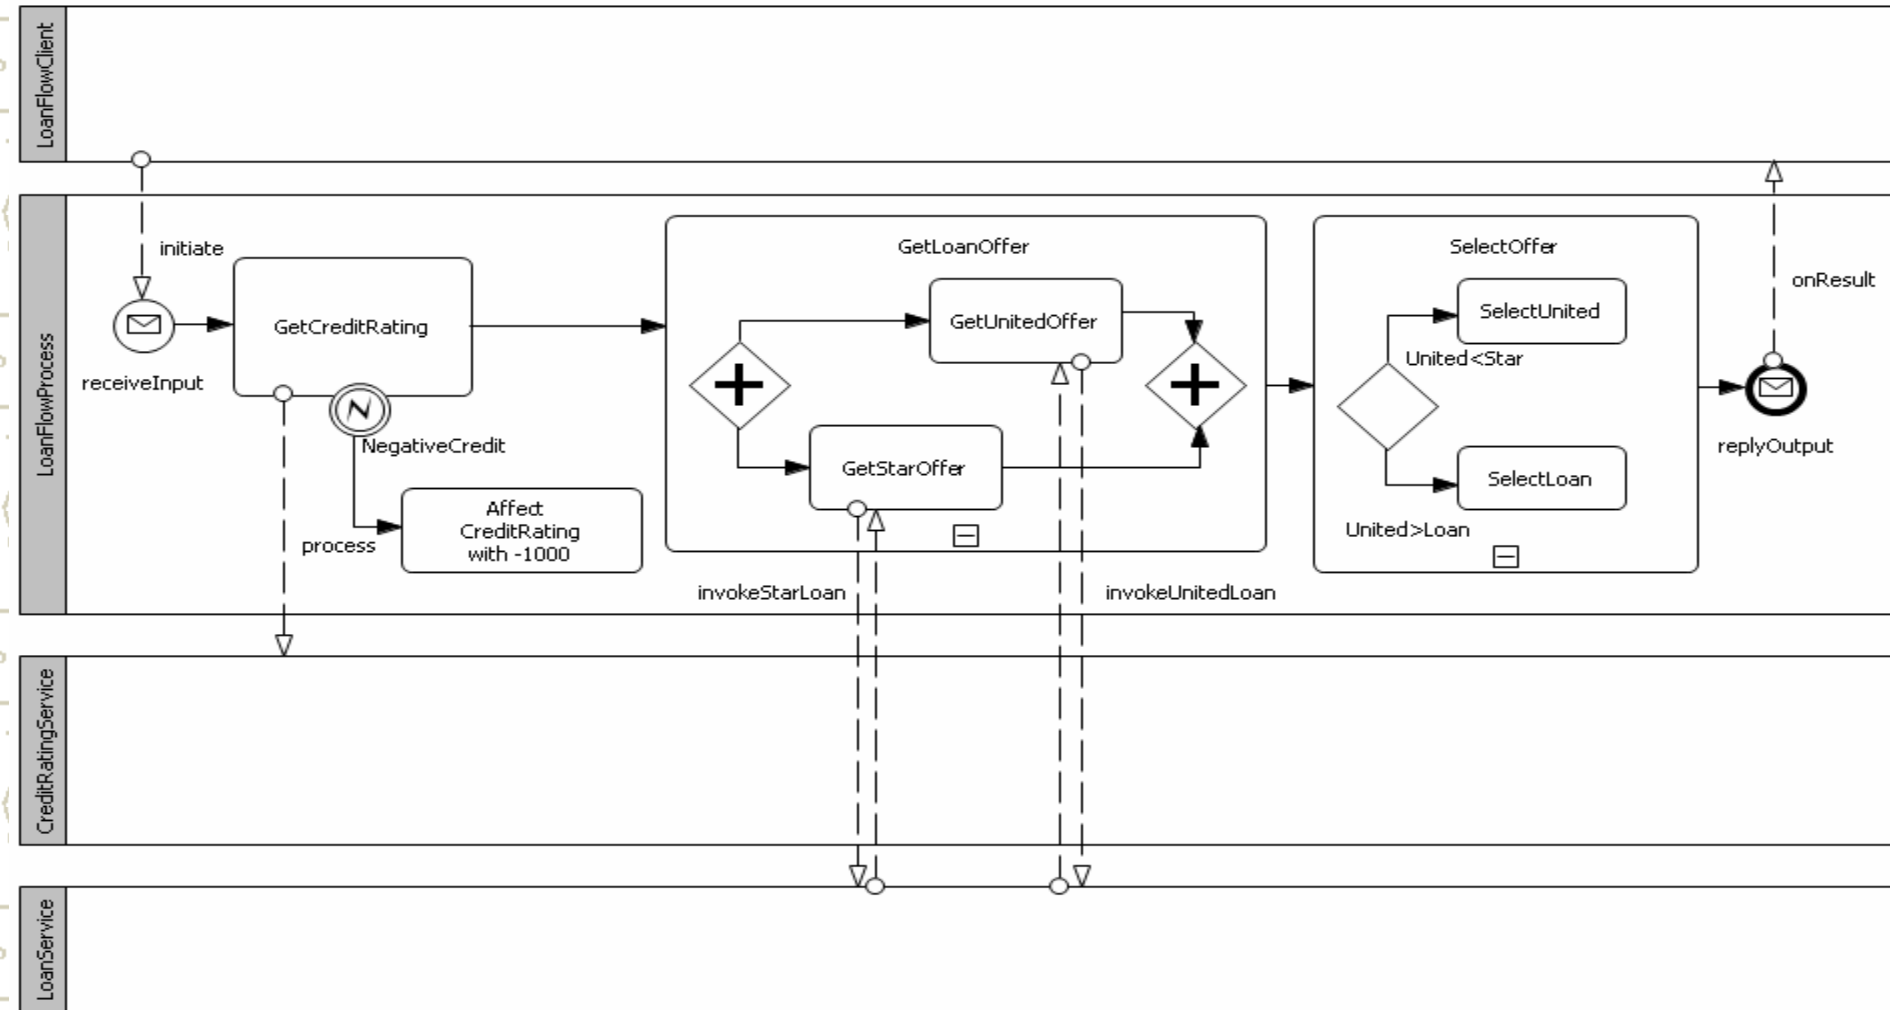 LoanFlowClient
initiate
receiveInput
LoanFlowProcess
GetCreditRating
NegativeCredit
process
Affect
CreditRating
with -1000
GetLoanOffer
GetUnitedOffer
GetStarOffer
invokeStarLoan
invokeUnitedLoan
SelectOffer
SelectUnited
United<Star
SelectLoan
United>Loan
onResult
replyOutput
CreditRatingService
LoanService